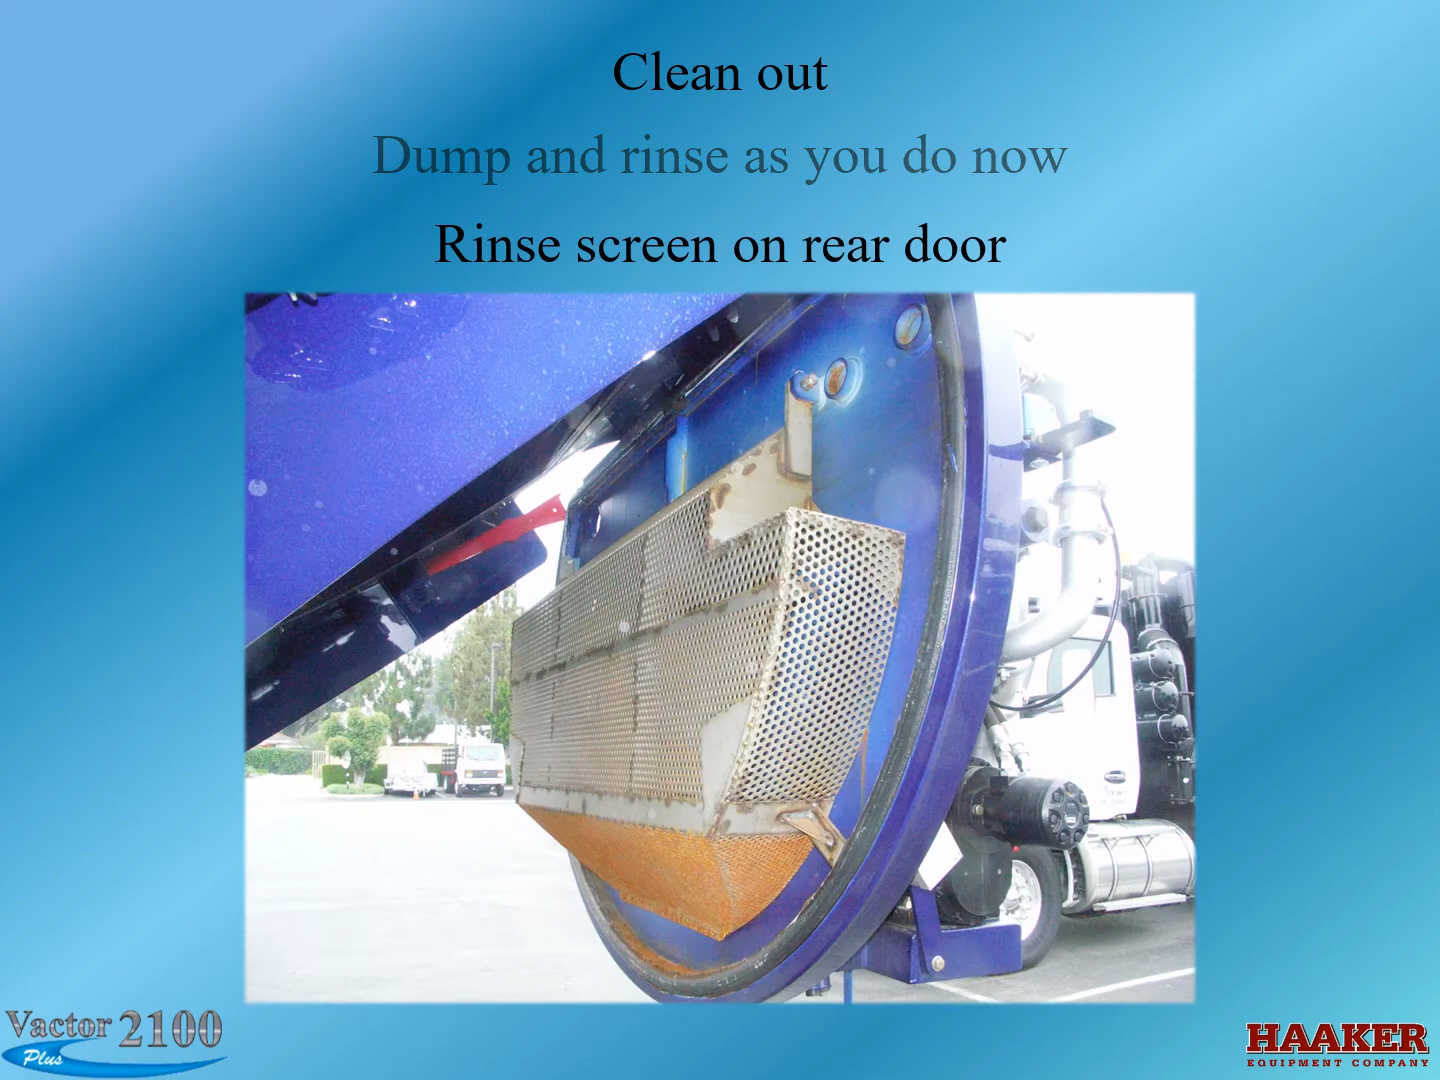 Clean out
Dump and rinse as you do now
Rinse screen on rear door
Vactor 2100
Plus
HAAKER
EQUIPMENT COMPANY